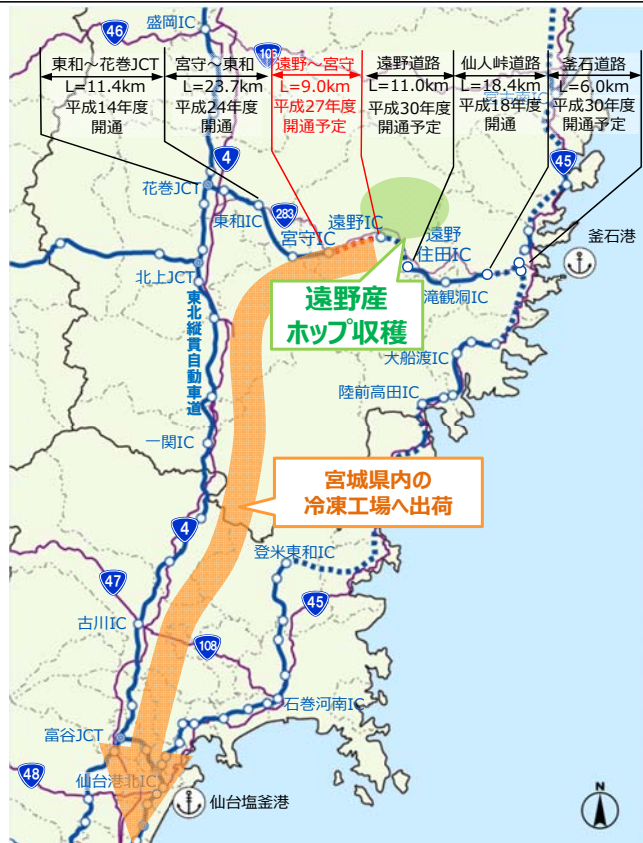 盛岡IC
46
106
東和～花巻JCT
L=11.4km
平成14年度
開通
宮守～東和
L=23.7km
平成24年度
開通
遠野～宮守
L=9.0km
平成27年度
開通予定
遠野道路
L=11.0km
平成30年度
開通予定
仙人峠道路
L=18.4km
平成18年度
開通
釜石道路
L=6.0km
平成30年度
開通予定
4
45
花巻JCT
東和IC
283
宮守IC
遠野IC
遠野
住田IC
釜石港
北上JCT
滝観洞IC
遠野産
ホップ収穫
東北縦貫自動車道
大船渡IC
陸前高田IC
一関IC
宮城県内の
冷凍工場へ出荷
4
登米東和IC
47
45
古川IC
108
石巻河南IC
富谷JCT
48
仙台港北IC
仙台塩釜港
N